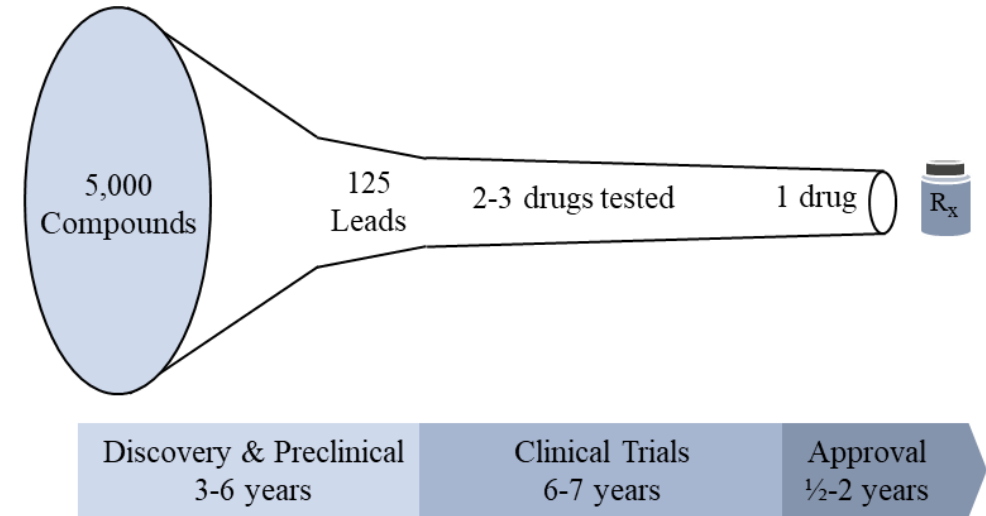 5,000
Compounds
125
Leads
2-3 drugs tested
1 drug
Rx
Discovery & Preclinical
3-6 years
Clinical Trials
6-7 years
Approval
½-2 years